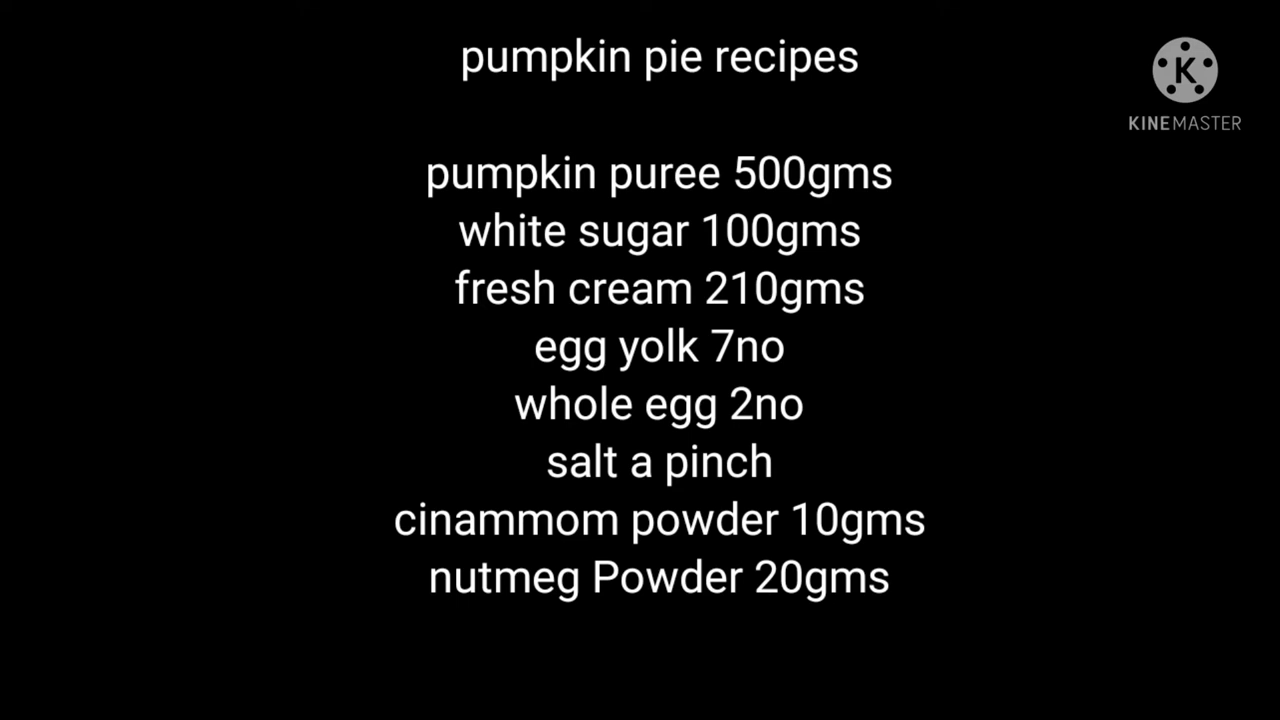 pumpkin pie recipes
K
KINEMASTER
pumpkin puree 500gms
white sugar 100gms
fresh cream 210gms
egg yolk 7no
whole egg 2no
salt a pinch
cinammom powder 10gms
nutmeg Powder 20gms